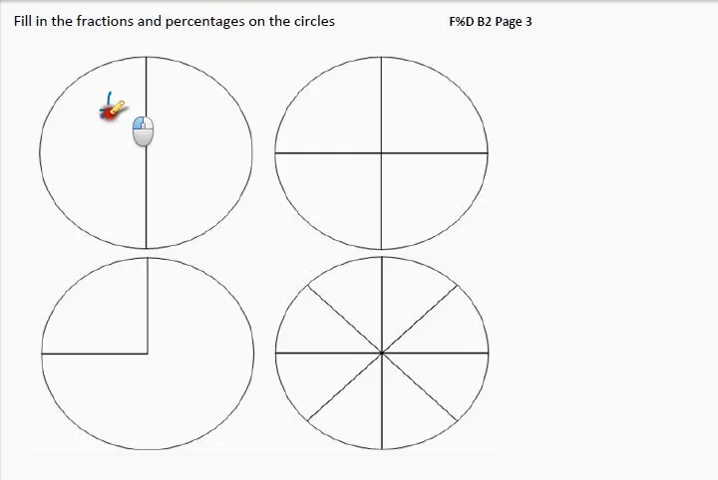 Fill in the fractions and percentages on the circles
F%D B2 Page 3